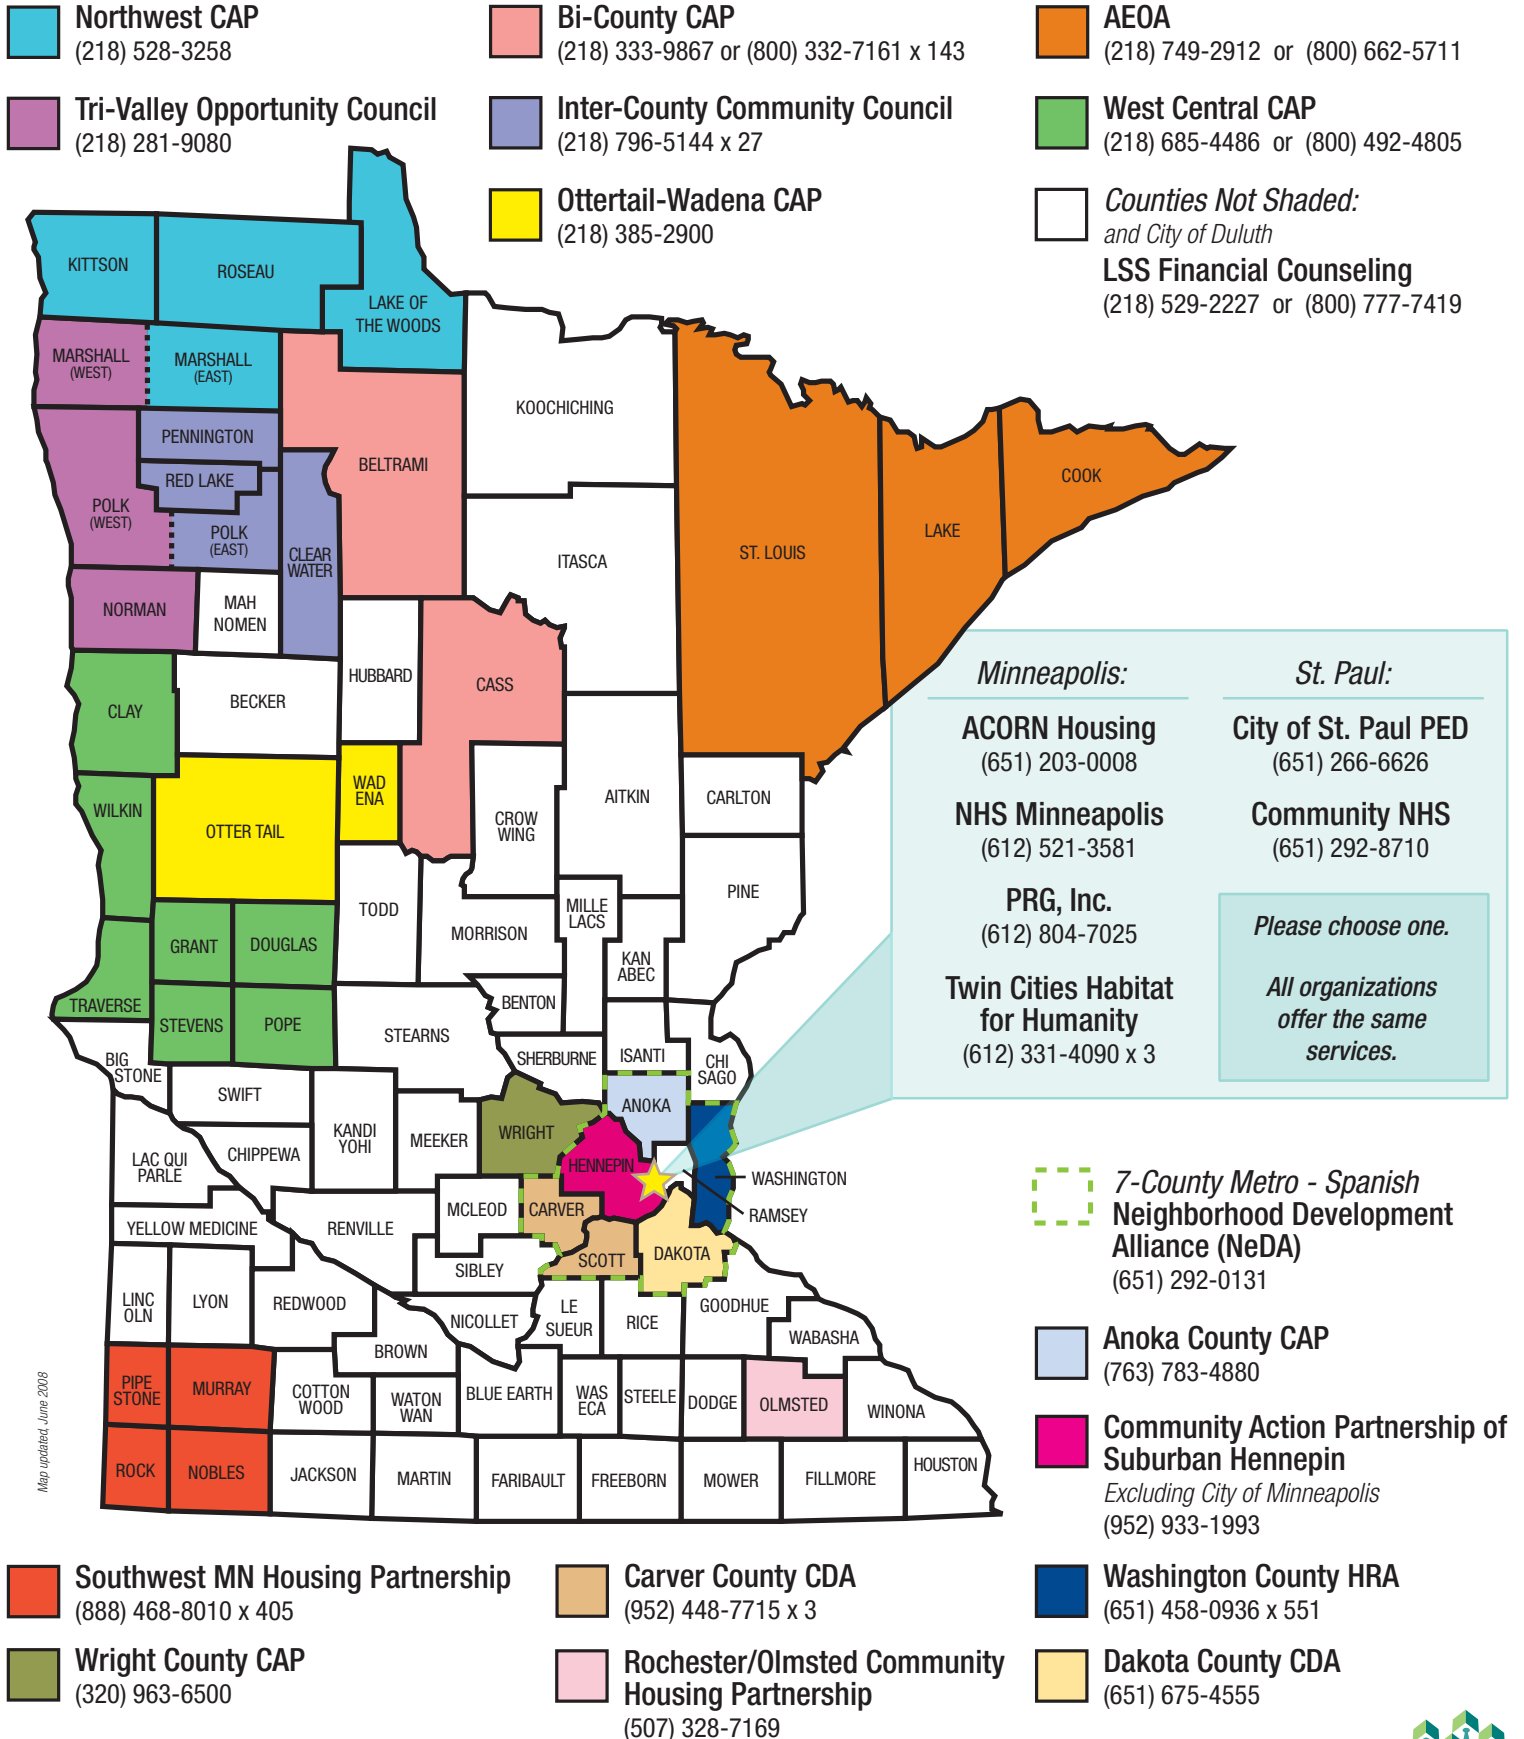 Northwest CAP
(218) 528-3258
Bi-County CAP
(218) 333-9867 or (800) 332-7161 x 143
AEOA
(218) 749-2912 or (800) 662-5711
Tri-Valley Opportunity Council
(218) 281-9080
Inter-County Community Council
(218) 796-5144 x 27
West Central CAP
(218) 685-4486 or (800) 492-4805
Ottertail-Wadena CAP
(218) 385-2900
Counties Not Shaded:
and City of Duluth
LSS Financial Counseling
(218) 529-2227 or (800) 777-7419
KITTSON
ROSEAU
LAKE OF
THE WOODS
MARSHALL
(WEST)
MARSHALL
(EAST)
KOOCHICHING
PENNINGTON
BELTRAMI
RED LAKE
COOK
POLK
(WEST)
POLK
(EAST)
CLEAR
WATER
ITASCA
ST. LOUIS
LAKE
NORMAN
MAH
NOMEN
HUBBARD
CASS
BECKER
CLAY
WAD
ENA
WILKIN
OTTER TAIL
CROW
WING
AITKIN
CARLTON
PINE
TODD
MILLE
LACS
MORRISON
GRANT
DOUGLAS
KAN
ABEC
TRAVERSE
STEVENS
POPE
BENTON
STEARNS
BIG
STONE
SHERBURNE
ISANTI
CHI
SAGO
SWIFT
ANOKA
KANDI
YOHI
MEEKER
WRIGHT
CHIPPEWA
LAC QUI
PARLE
HENNEPIN
WASHINGTON
RAMSEY
MCLEOD
CARVER
YELLOW MEDICINE
RENVILLE
SCOTT
DAKOTA
SIBLEY
LINC
OLN
LYON
REDWOOD
NICOLLET
LE
SUEUR
RICE
GOODHUE
WABASHA
BROWN
PIPE
STONE
MURRAY
COTTON
WOOD
WATON
WAN
BLUE EARTH
WAS
ECA
STEELE
DODGE
OLMSTED
WINONA
ROCK
NOBLES
JACKSON
MARTIN
FARIBAULT
FREEBORN
MOWER
FILLMORE
HOUSTON
Minneapolis:
ACORN Housing
(651) 203-0008
NHS Minneapolis
(612) 521-3581
PRG, Inc.
(612) 804-7025
Twin Cities Habitat
for Humanity
(612) 331-4090 x 3
St. Paul:
City of St. Paul PED
(651) 266-6626
Community NHS
(651) 292-8710
Please choose one.
All organizations
offer the same
services.
7-County Metro - Spanish
Neighborhood Development
Alliance (NeDA)
(651) 292-0131
Anoka County CAP
(763) 783-4880
Community Action Partnership of
Suburban Hennepin
Excluding City of Minneapolis
(952) 933-1993
Map updated, June 2008
Southwest MN Housing Partnership
(888) 468-8010 x 405
Carver County CDA
(952) 448-7715 x 3
Washington County HRA
(651) 458-0936 x 551
Wright County CAP
(320) 963-6500
Rochester/Olmsted Community
Housing Partnership
(507) 328-7169
Dakota County CDA
(651) 675-4555